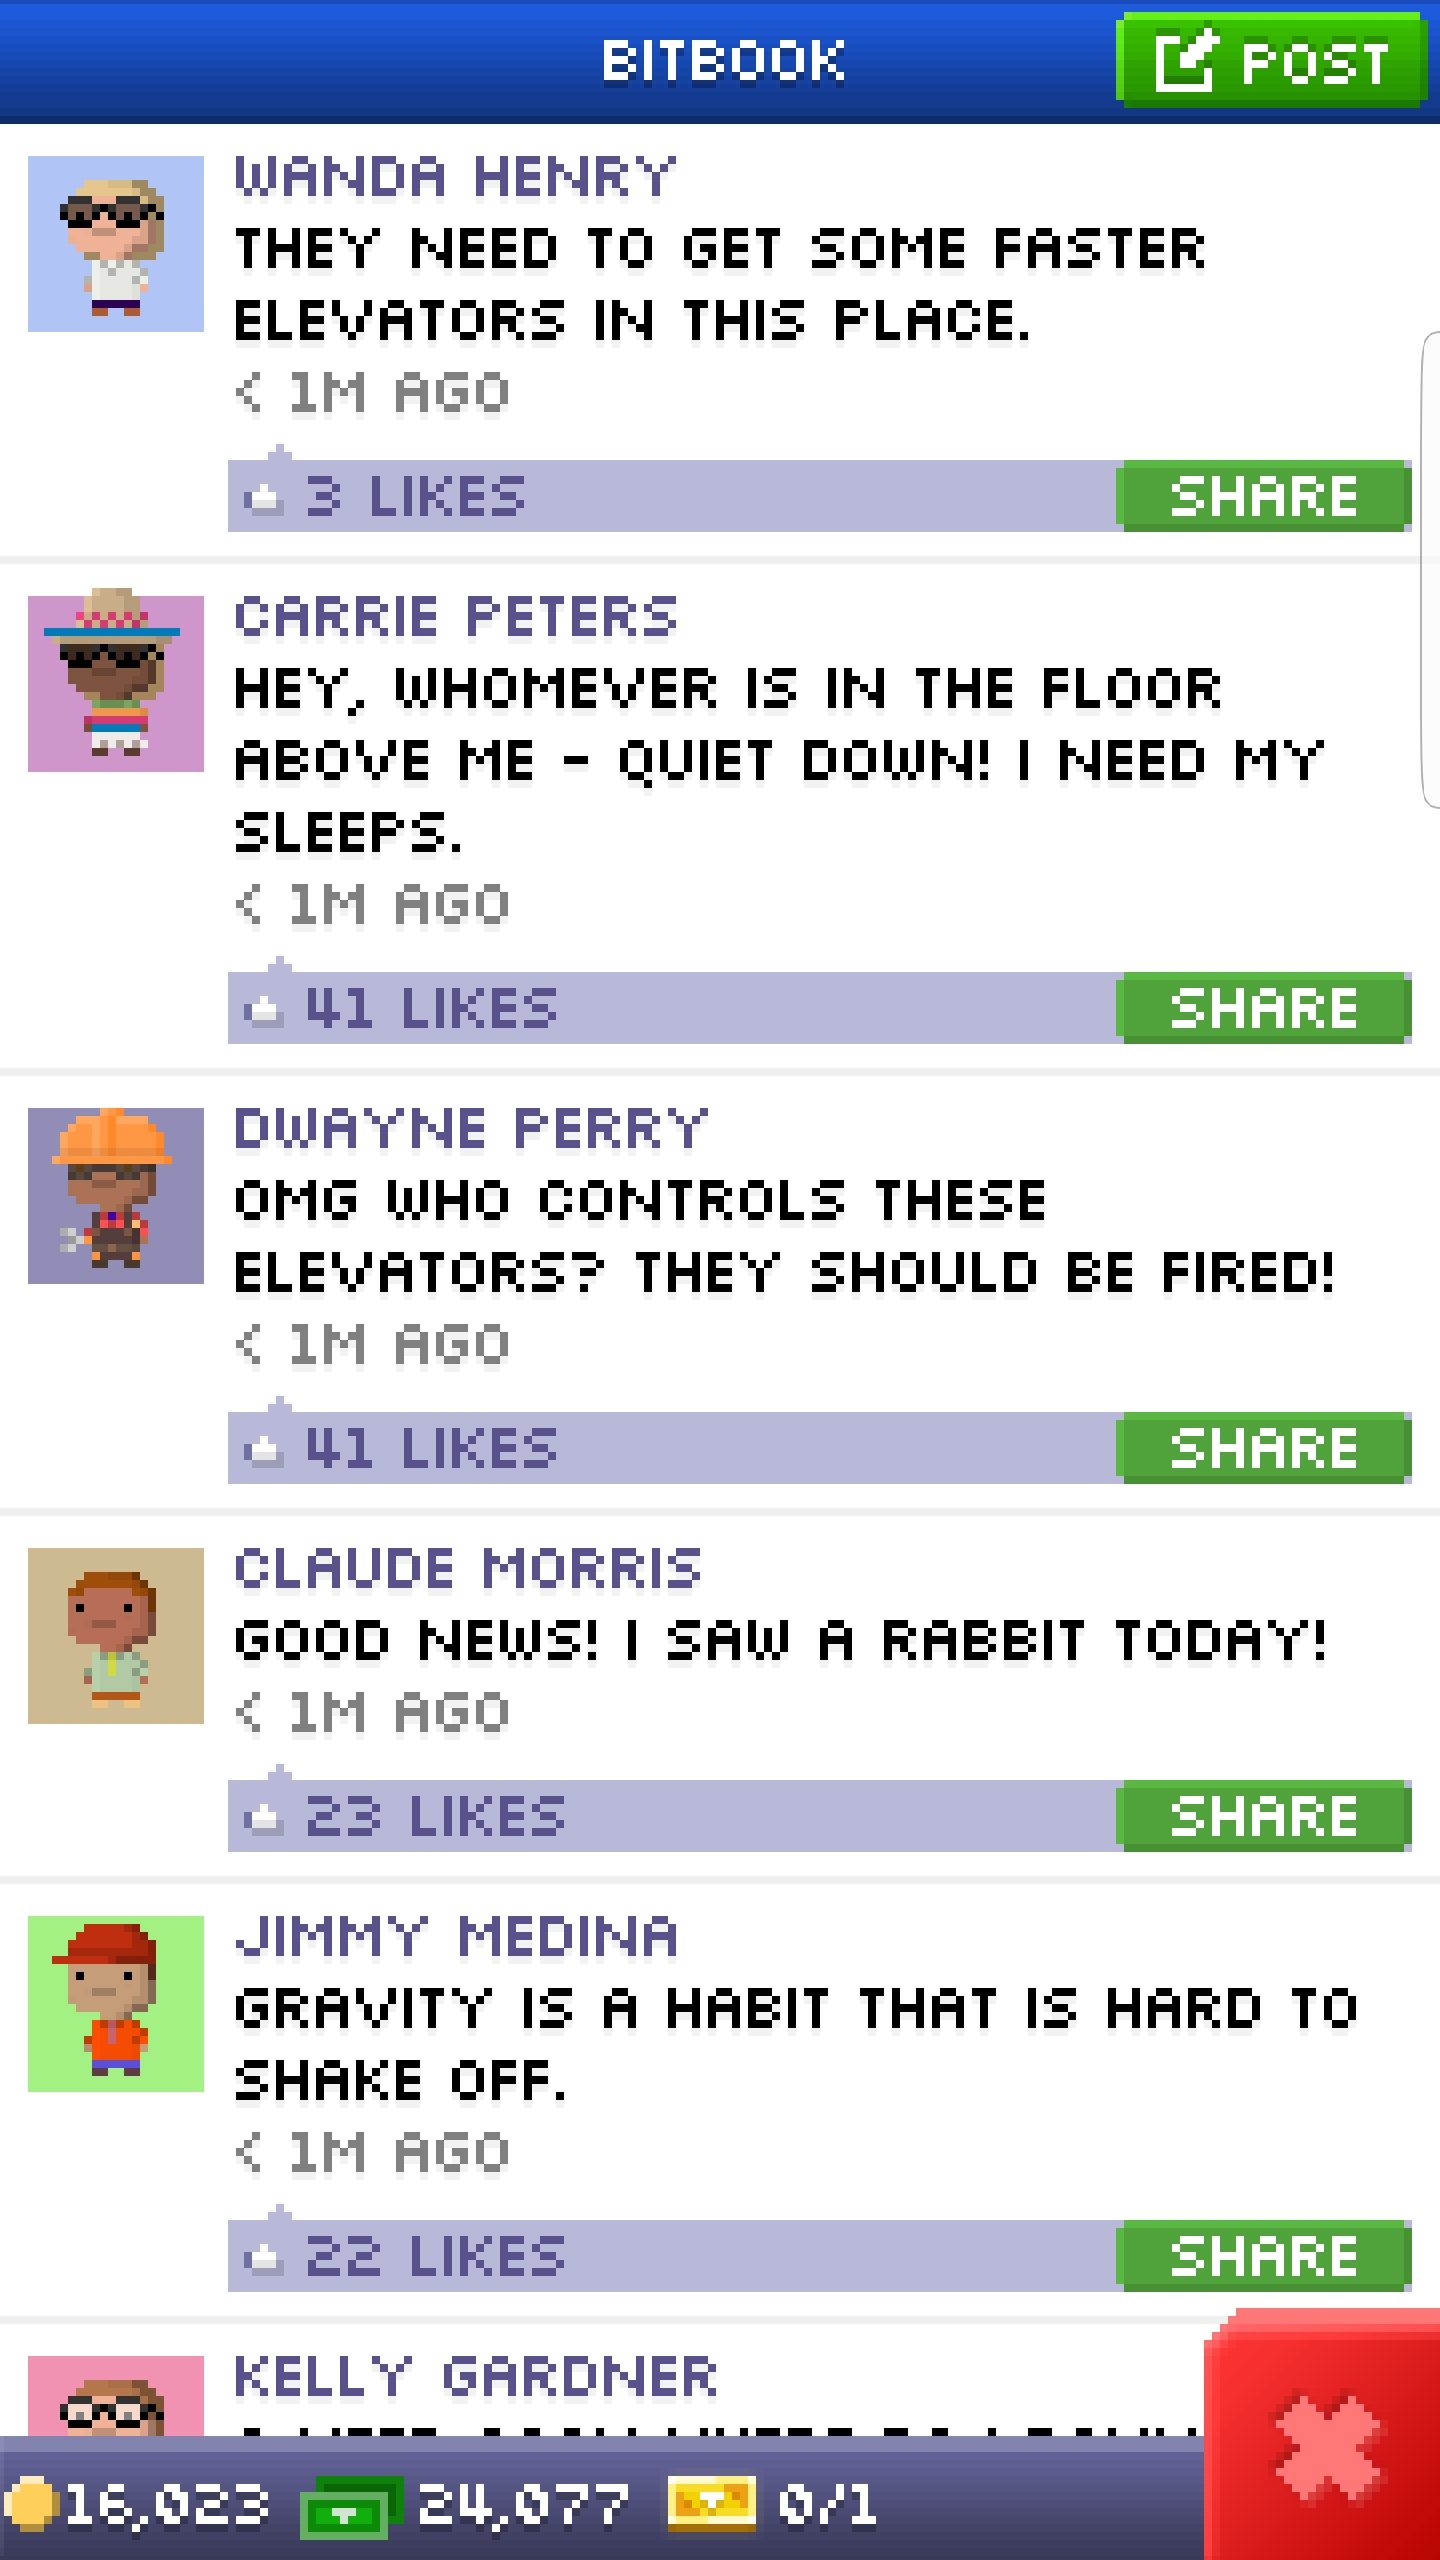 BITBOOK
POST
WANDA HENRY
THEY NEED TO GET SOME FASTER
ELEVATORS IN THIS PLACE.
< 1M AGO
3 LIKES
SHARE
CARRIE PETERS
HEY, WHOMEVER IS IN THE FLOOR
ABOVE ME - QUIET DOWN! I NEED MY
SLEEPS.
< 1M AGO
41 LIKES
SHARE
DWAYNE PERRY
OMG WHO CONTROLS THESE
ELEVATORS? THEY SHOULD BE FIRED!
< 1M AGO
41 LIKES
SHARE
CLAUDE MORRIS
GOOD NEWS! I SAW A RABBIT TODAY!
< 1M AGO
23 LIKES
SHARE
JIMMY MEDINA
GRAVITY IS A HABIT THAT IS HARD TO
SHAKE OFF.
< 1M AGO
22 LIKES
SHARE
KELLY GARDNER
16,023 24,077 0/1